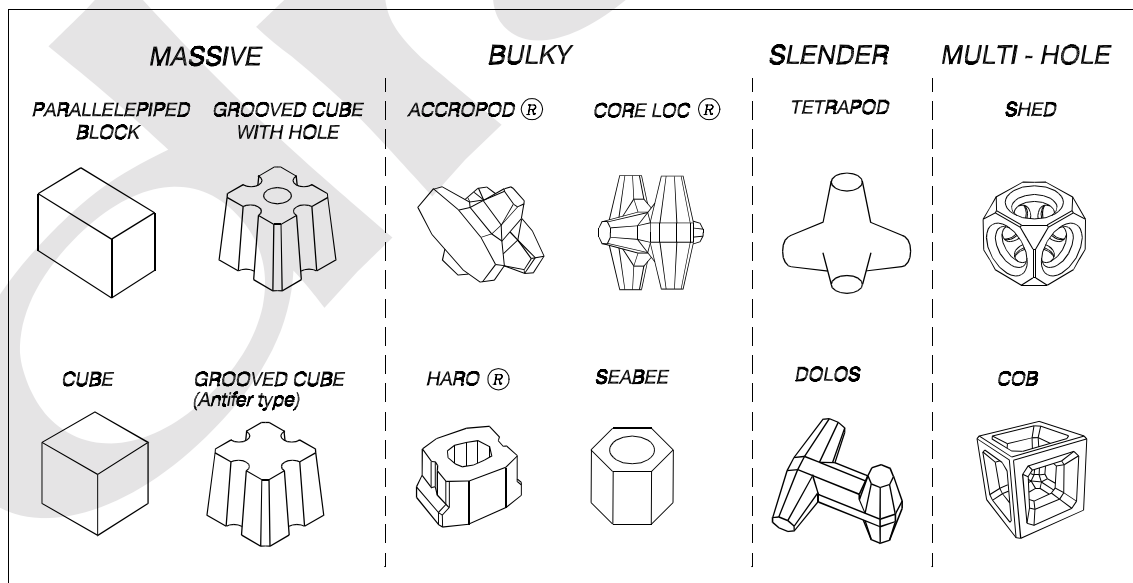 MASSIVE
BULKY
SLENDER
MULTI - HOLE
PARALLELEPIPED
BLOCK
GROOVED CUBE
WITH HOLE
ACCROPOD ®
CORE LOC ®
TETRAPOD
SHED
CUBE
GROOVED CUBE
(Antifer type)
HARO ®
SEABEE
DOLOS
COB